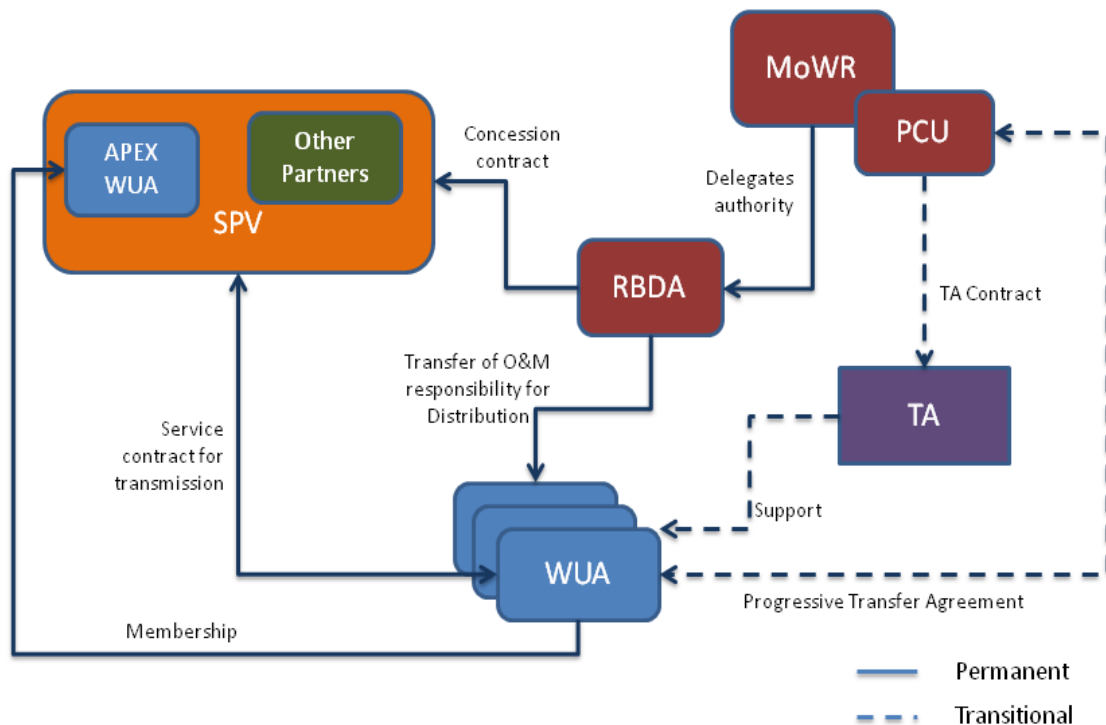 MoWR
PCU
APEX
WUA
Other
Partners
SPV
Concession
contract
Delegates
authority
RBDA
TA Contract
Transfer of O&M
responsibility for
Distribution
TA
Service
contract for
transmission
Support
WUA
Progressive Transfer Agreement
Membership
Permanent
Transitional